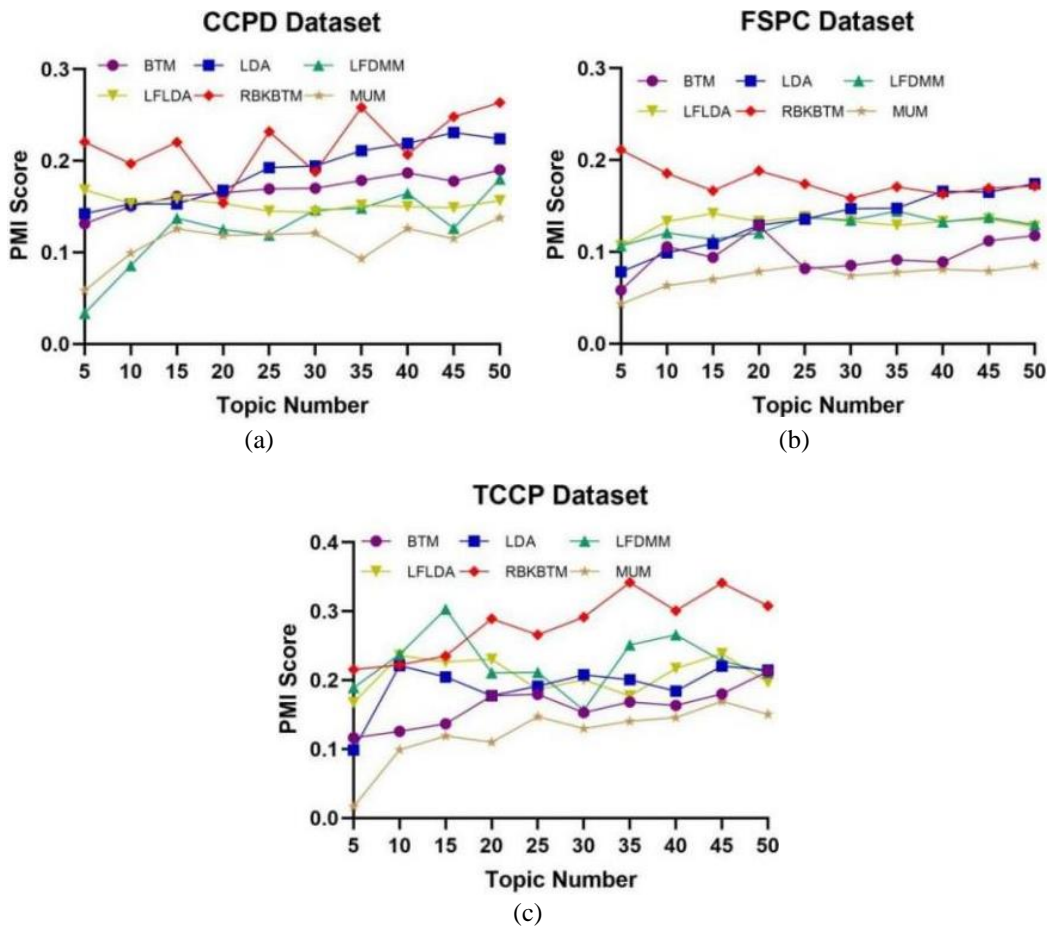 CCPD Dataset
BTM LDA LFDMM
LFLDA RBKBTM MUM
0.3
0.2
0.1
0.0
PMI Score
5 10 15 20 25 30 35 40 45 50
Topic Number
(a)
FSPC Dataset
BTM LDA LFDMM
LFLDA RBKBTM MUM
0.3
0.2
0.1
0.0
PMI Score
5 10 15 20 25 30 35 40 45 50
Topic Number
(b)
TCCP Dataset
BTM LDA LFDMM
LFLDA RBKBTM MUM
0.4
0.3
0.2
0.1
0.0
PMI Score
5 10 15 20 25 30 35 40 45 50
Topic Number
(c)